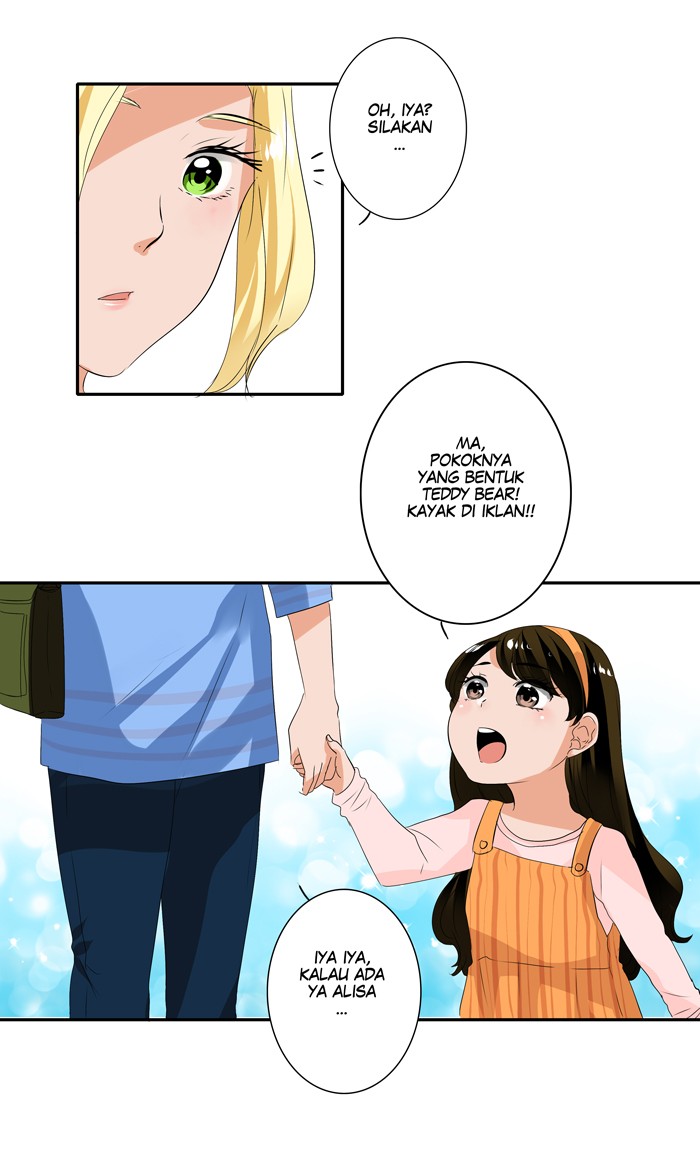 OH, IYA?
SILAKAN
...
MA,
POKOKNYA
YANG BENTUK
TEDDY BEAR!
KAYAK DI IKLAN!!
IYA IYA,
KALAU ADA
YA ALISA
...